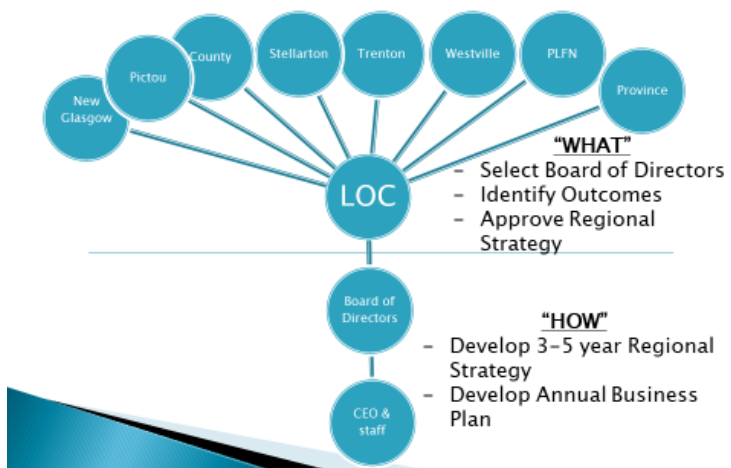 New
Glasgow
Pictou
County
Stellarton
Trenton
Westville
PLFN
Province
LOC
"WHAT"
- Select Board of Directors
- Identify Outcomes
- Approve Regional
Strategy
Board of
Directors
"HOW"
- Develop 3-5 year Regional
Strategy
- Develop Annual Business
Plan
CEO &
staff